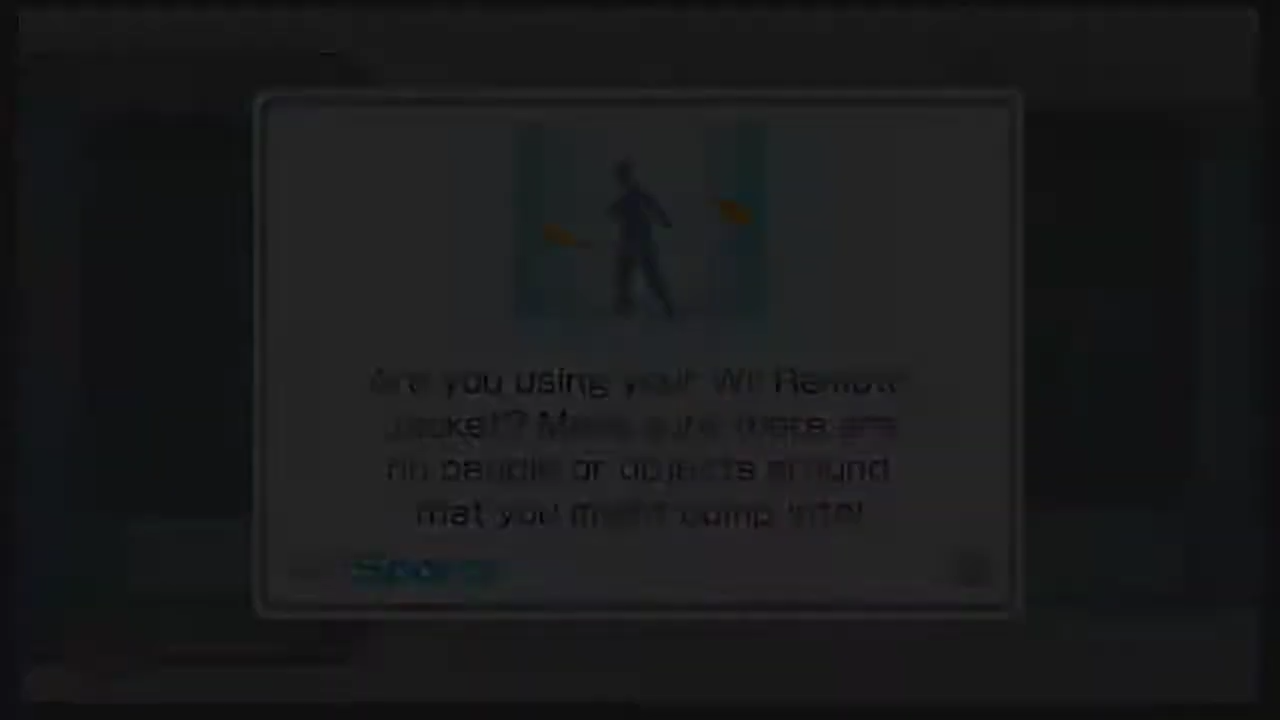 Are you using your Wii Remote
Jacket? Make sure there are
no people or objects around
that you might bump into!